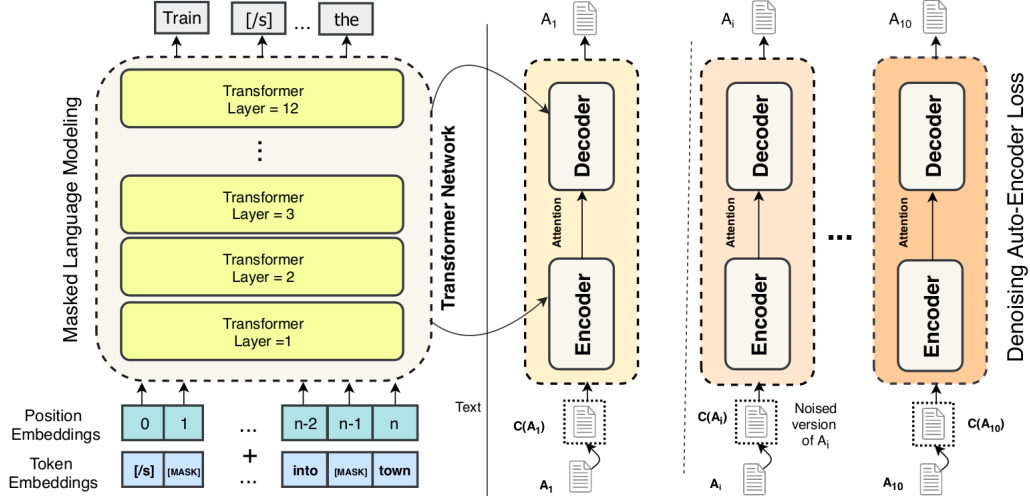 Train
[/s]
...
the
Masked Language Modeling
Transformer
Layer = 12
...
Transformer
Layer = 3
Transformer
Layer = 2
Transformer
Layer =1
Transformer Network
Position
Embeddings
0
1
...
n-2
n-1
n
+
Token
Embeddings
[/s]
[MASK]
...
into
[MASK]
town
Text
A1
Decoder
Attention
Encoder
C(A1)
A1
Ai
Decoder
Attention
Encoder
C(Ai)
Noised
version
of Ai
Ai
...
A10
Decoder
Attention
Encoder
C(A10)
A10
Denoising Auto-Encoder Loss